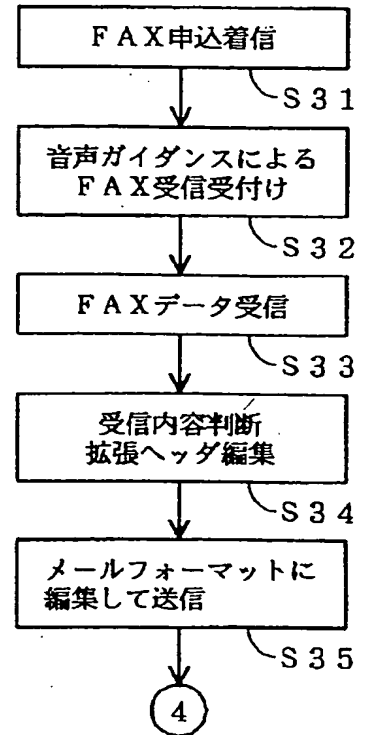 FAX申込着信
S31
音声ガイダンスによる
FAX受信受付け
S32
FAXデータ受信
S33
受信内容判断
拡張ヘッダ編集
S34
メールフォーマットに
編集して送信
S35
4